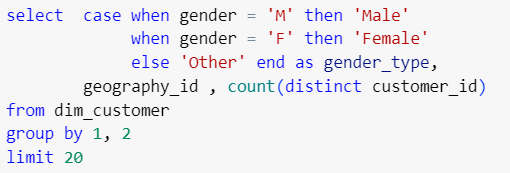 select  case when gender = 'M' then 'Male'
             when gender = 'F' then 'Female'
             else 'Other' end as gender_type,
        geography_id , count(distinct customer_id)
from dim_customer
group by 1, 2
limit 20